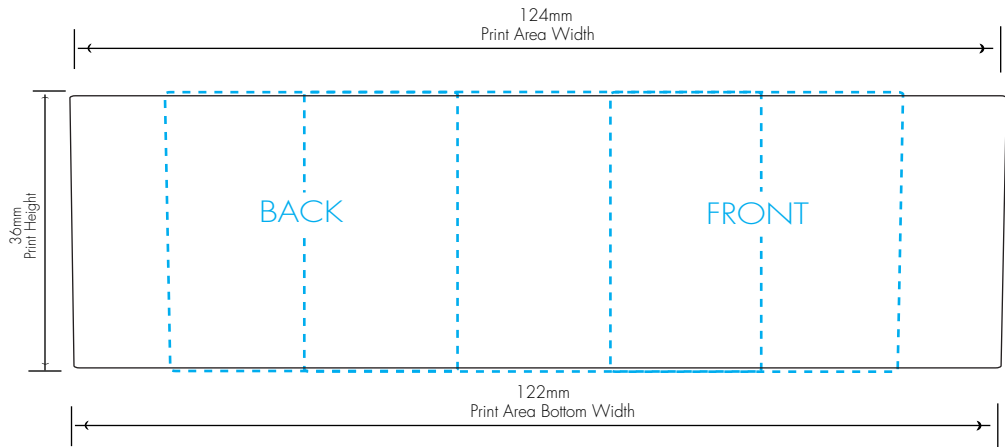 124mm
Print Area Width
36mm
Print Height
BACK
FRONT
122mm
Print Area Bottom Width